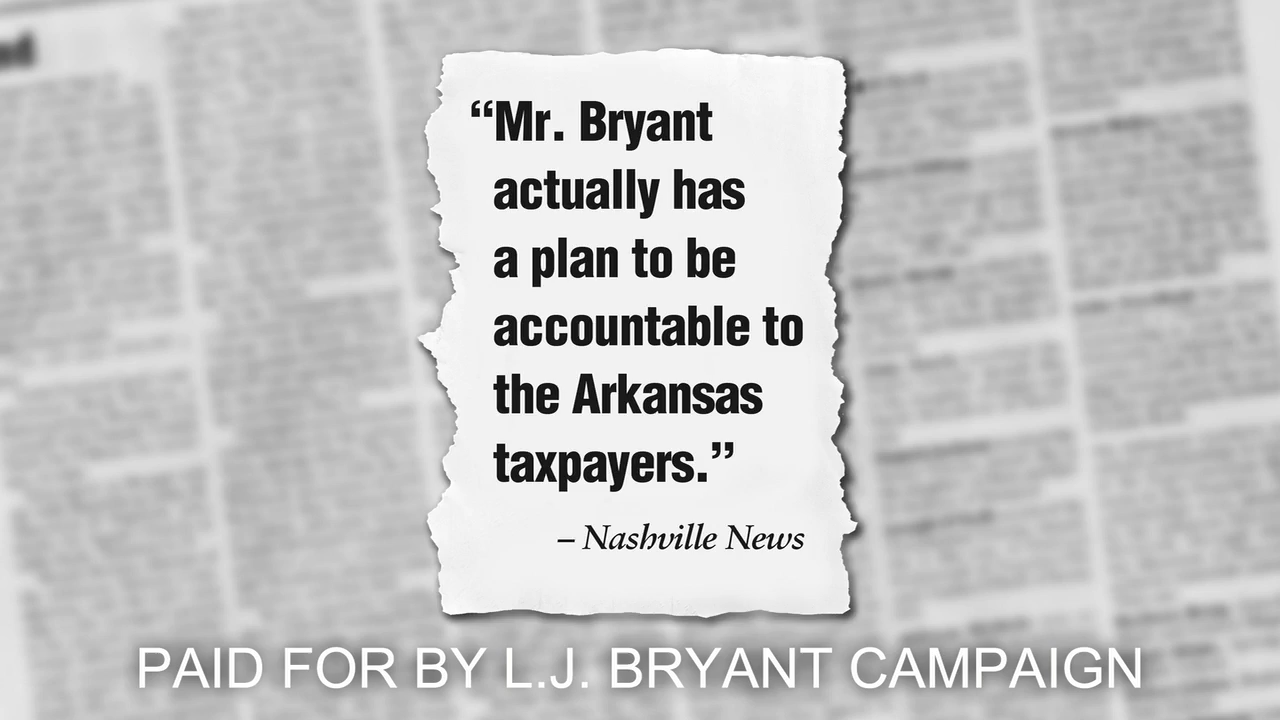 “Mr. Bryant
actually has
a plan to be
accountable to
the Arkansas
taxpayers.”
– Nashville News
PAID FOR BY L.J. BRYANT CAMPAIGN